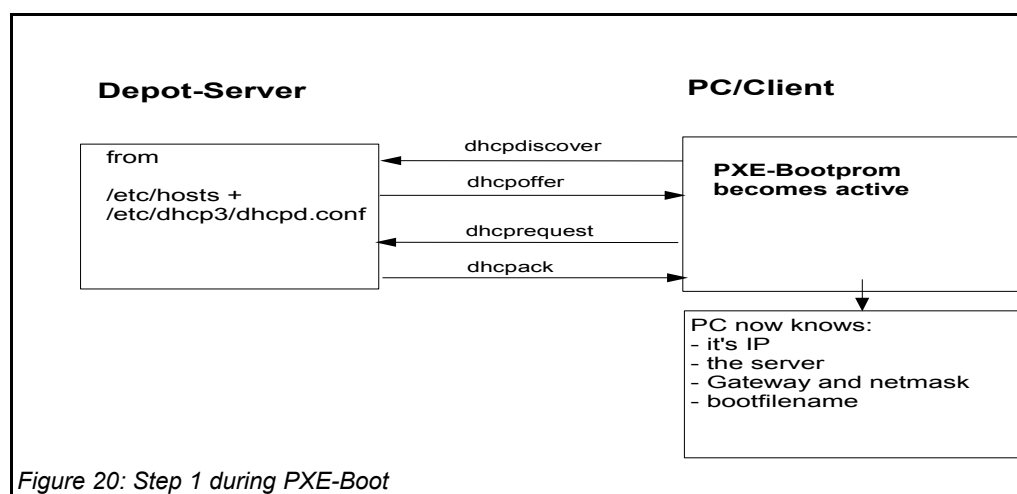 Depot-Server
PC/Client
from
/etc/hosts +
/etc/dhcp3/dhcpd.conf
dhcpdiscover
dhcpoffer
dhcprequest
dhcpack
PXE-Bootprom
becomes active
PC now knows:
- it's IP
- the server
- Gateway and netmask
- bootfilename
Figure 20: Step 1 during PXE-Boot